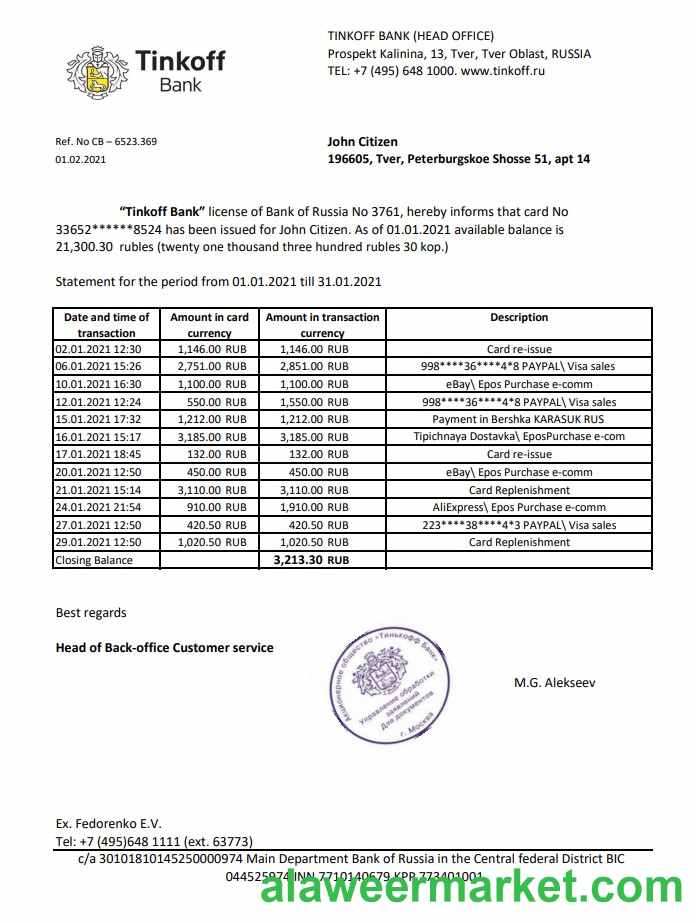 Tinkoff
Bank
TINKOFF BANK (HEAD OFFICE)
Prospekt Kalinina, 13, Tver, Tver Oblast, RUSSIA
TEL: +7 (495) 648 1000. www.tinkoff.ru
Ref. No CB – 6523.369
01.02.2021
John Citizen
196605, Tver, Peterburgskoe Shosse 51, apt 14
“Tinkoff Bank” license of Bank of Russia No 3761, hereby informs that card No
33652******8524 has been issued for John Citizen. As of 01.01.2021 available balance is
21,300.30 rubles (twenty one thousand three hundred rubles 30 kop.)
Statement for the period from 01.01.2021 till 31.01.2021
Date and time of transaction Amount in card currency Amount in transaction currency Description
02.01.2021 12:30 1,146.00 RUB 1,146.00 RUB Card re-issue
06.01.2021 15:26 2,751.00 RUB 2,851.00 RUB 998****36****4*8 PAYPAL\ Visa sales
10.01.2021 16:30 1,100.00 RUB 1,100.00 RUB eBay\ Epos Purchase e-comm
12.01.2021 12:24 550.00 RUB 1,550.00 RUB 998****36****4*8 PAYPAL\ Visa sales
15.01.2021 17:32 1,212.00 RUB 1,212.00 RUB Payment in Bershka KARASUK RUS
16.01.2021 15:17 3,185.00 RUB 3,185.00 RUB Tipichnaya Dostavka\ EposPurchase e-com
17.01.2021 18:45 132.00 RUB 132.00 RUB Card re-issue
20.01.2021 12:50 450.00 RUB 450.00 RUB eBay\ Epos Purchase e-comm
21.01.2021 15:14 3,110.00 RUB 3,110.00 RUB Card Replenishment
24.01.2021 21:54 910.00 RUB 1,910.00 RUB AliExpress\ Epos Purchase e-comm
27.01.2021 12:50 420.50 RUB 420.50 RUB 223****38****4*3 PAYPAL\ Visa sales
29.01.2021 12:50 1,020.50 RUB 1,020.50 RUB Card Replenishment
Closing Balance 3,213.30 RUB
Best regards
Head of Back-office Customer service
Акционерное общество «Тинькофф Банк»
Управление обработки
заявлений
Для документов
г. Москва
M.G. Alekseev
Ex. Fedorenko E.V.
Tel: +7 (495)648 1111 (ext. 63773)
c/a 30101810145250000974 Main Department Bank of Russia in the Central federal District BIC
044525974 INN 7710140679 KPP 773401001
alaweermarket.com